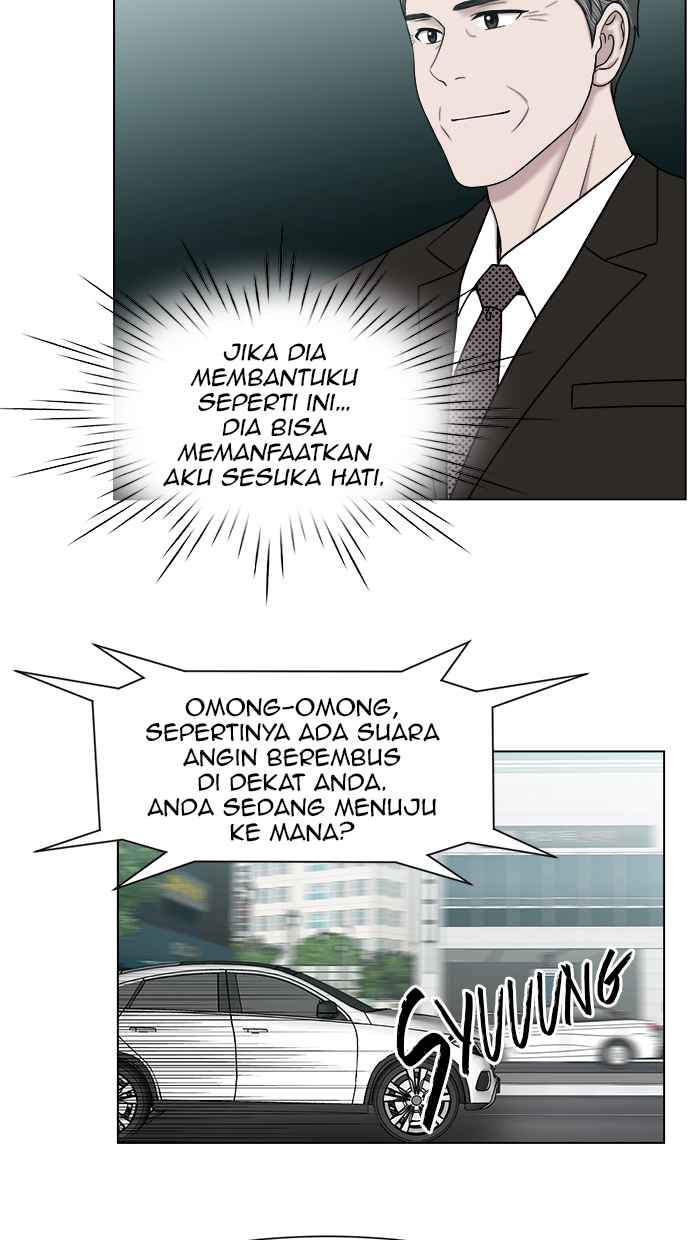 JIKA DIA
MEMBANTUKU
SEPERTI INI...
DIA BISA
MEMANFAATKAN
AKU SESUKA HATI.
OMONG-OMONG,
SEPERTINYA ADA SUARA
ANGIN BEREMBUS
DI DEKAT ANDA.
ANDA SEDANG MENUJU
KE MANA?
SYUUUNG